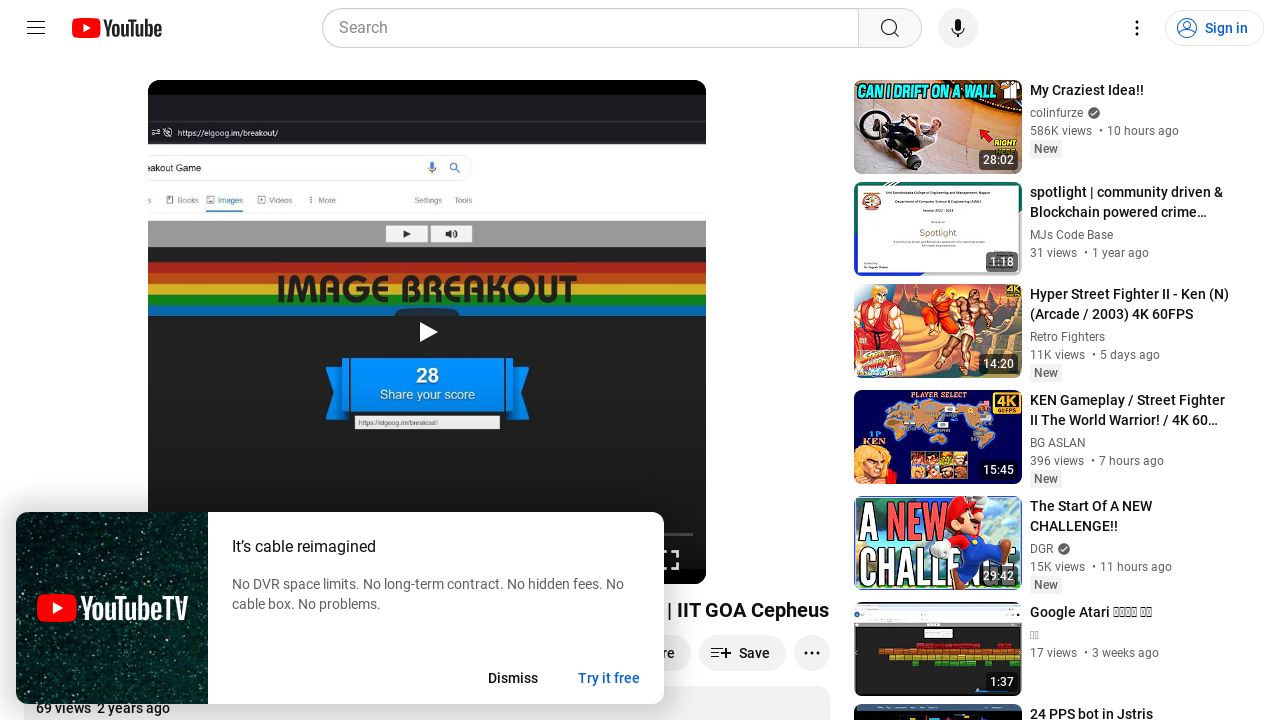 YouTube
Search
Sign in
https://elgoog.im/breakout/
eakout Game
Books
Images
Videos
More
Settings
Tools
IMAGE BREAKOUT
28
Share your score
https://elgoog.im/breakout/
| IIT GOA Cepheus
re
Save
69 views  2 years ago
YouTubeTV
It’s cable reimagined
No DVR space limits. No long-term contract. No hidden fees. No
cable box. No problems.
Dismiss
Try it free
CAN I DRIFT ON A WALL
RIGHT
HERE
28:02
My Craziest Idea!!
colinfurze
586K views • 10 hours ago
New
Spotlight
1:18
spotlight | community driven &
Blockchain powered crime…
MJs Code Base
31 views • 1 year ago
4K
14:20
Hyper Street Fighter II - Ken (N)
(Arcade / 2003) 4K 60FPS
Retro Fighters
11K views • 5 days ago
New
PLAYER SELECT
4K
60 FPS
1P
KEN
15:45
KEN Gameplay / Street Fighter
II The World Warrior! / 4K 60…
BG ASLAN
396 views • 7 hours ago
New
A NEW
CHALLENGE
29:42
The Start Of A NEW
CHALLENGE!!
DGR
15K views • 11 hours ago
New
1:37
Google Atari
17 views • 3 weeks ago
24 PPS bot in Jstris